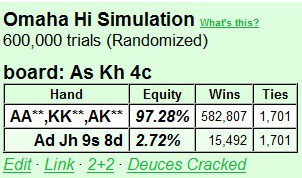 Omaha Hi Simulation What's this?
600,000 trials (Randomized)
board: As Kh 4c
Hand Equity Wins Ties
AA**,KK**,AK** 97.28% 582,807 1,701
Ad Jh 9s 8d 2.72% 15,492 1,701
Edit · Link · 2+2 · Deuces Cracked